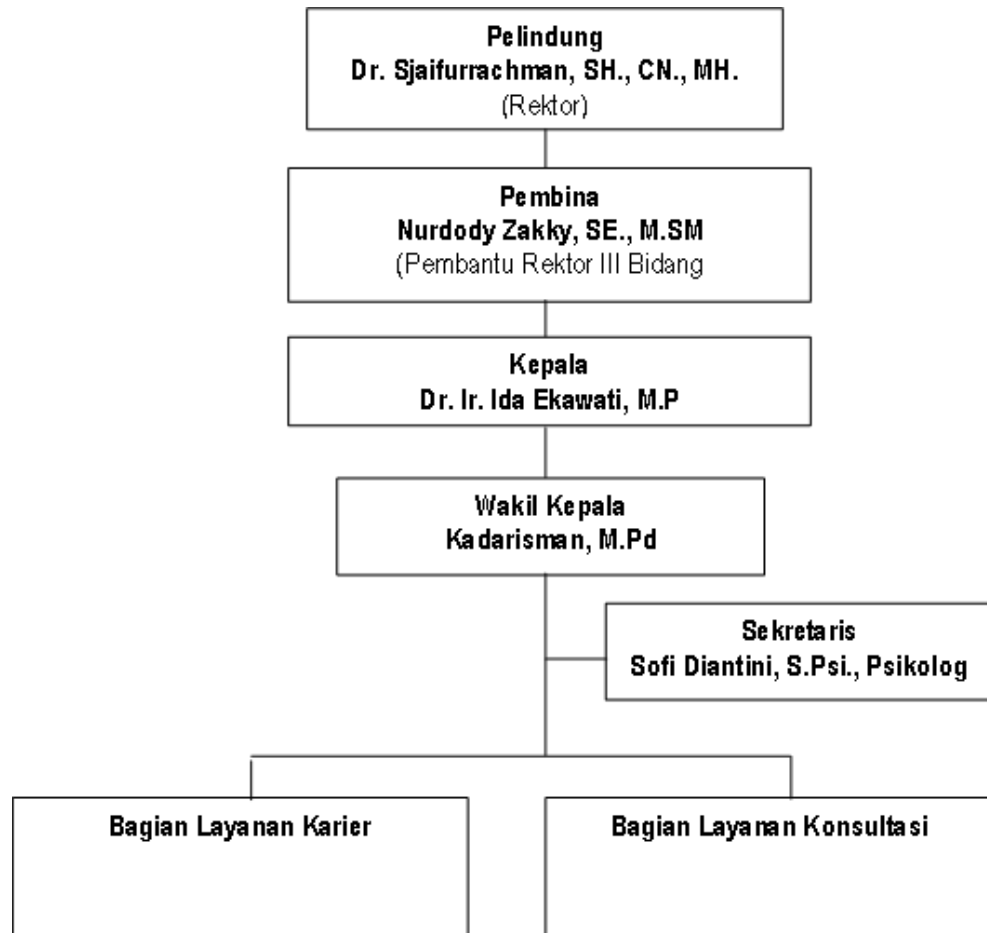 Pelindung
Dr. Sjaifurrachman, SH., CN., MH.
(Rektor)
Pembina
Nurdody Zakky, SE., M.SM
(Pembantu Rektor III Bidang
Kepala
Dr. Ir. Ida Ekawati, M.P
Wakil Kepala
Kadarisman, M.Pd
Sekretaris
Sofi Diantini, S.Psi., Psikolog
Bagian Layanan Karier
Bagian Layanan Konsultasi